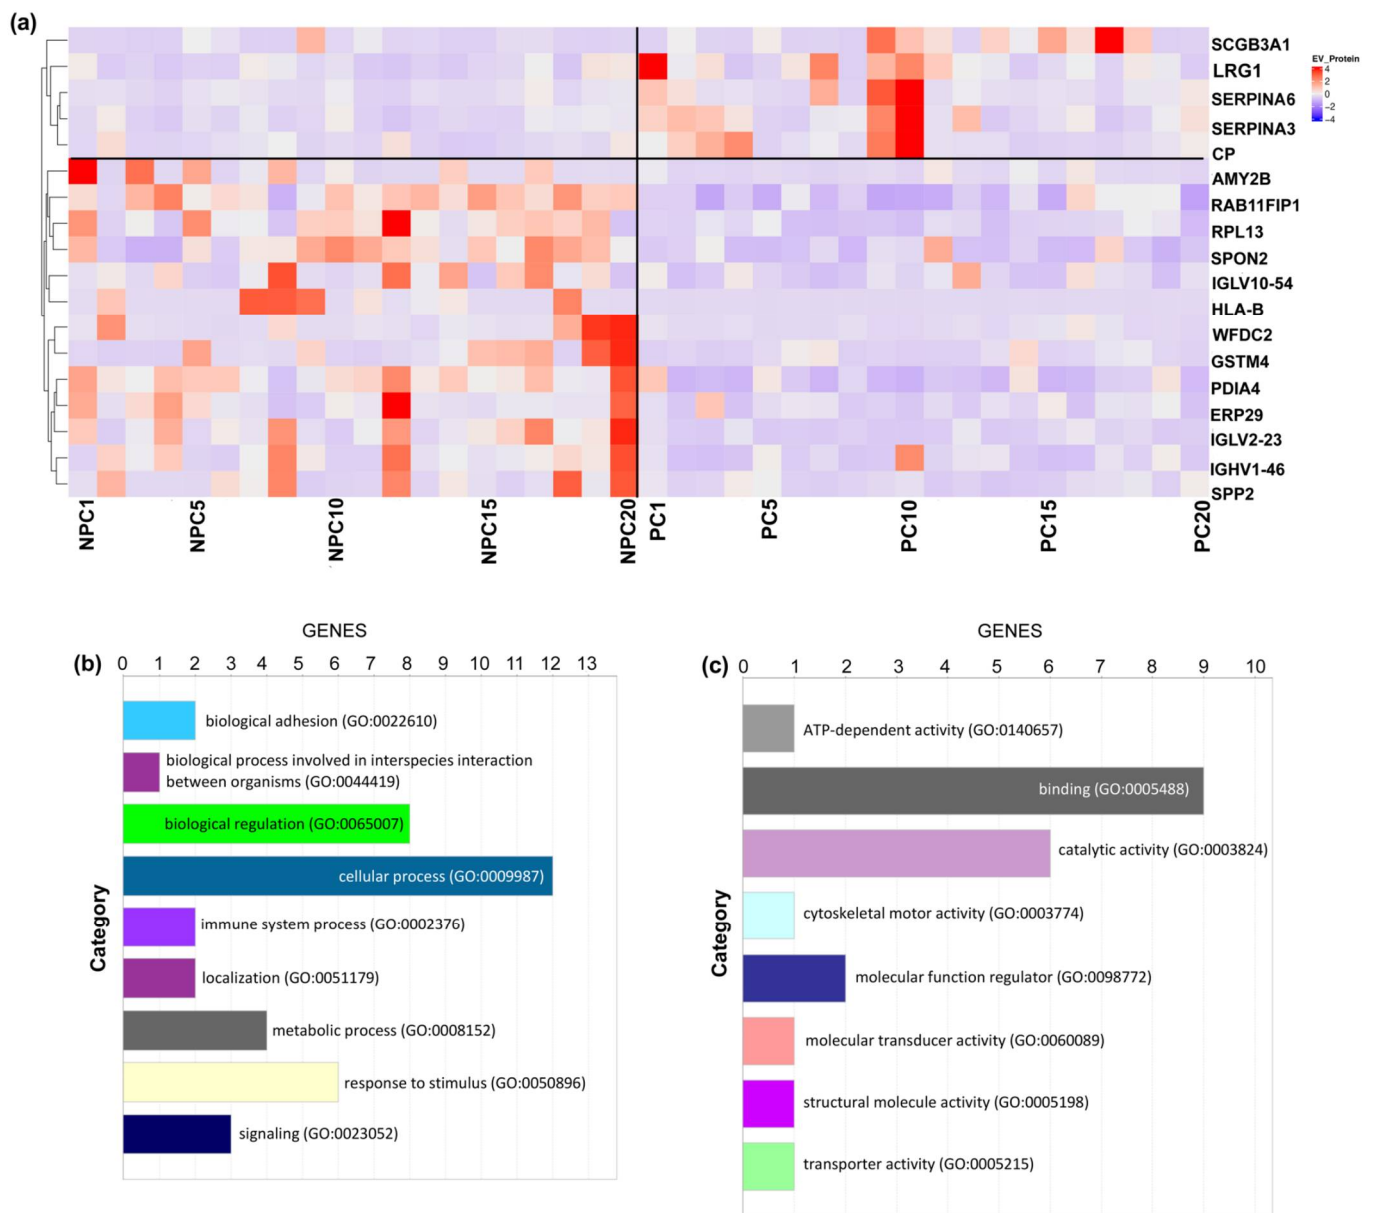 (a)
EV_Protein
4
2
0
−2
−4
SCGB3A1
LRG1
SERPINA6
SERPINA3
CP
AMY2B
RAB11FIP1
RPL13
SPON2
IGLV10-54
HLA-B
WFDC2
GSTM4
PDIA4
ERP29
IGLV2-23
IGHV1-46
SPP2
NPC1 NPC5 NPC10 NPC15 NPC20 PC1 PC5 PC10 PC15 PC20
(b)
GENES
0 1 2 3 4 5 6 7 8 9 10 11 12 13
Category
biological adhesion (GO:0022610)
biological process involved in interspecies interaction
between organisms (GO:0044419)
biological regulation (GO:0065007)
cellular process (GO:0009987)
immune system process (GO:0002376)
localization (GO:0051179)
metabolic process (GO:0008152)
response to stimulus (GO:0050896)
signaling (GO:0023052)
(c)
GENES
0 1 2 3 4 5 6 7 8 9 10
Category
ATP-dependent activity (GO:0140657)
binding (GO:0005488)
catalytic activity (GO:0003824)
cytoskeletal motor activity (GO:0003774)
molecular function regulator (GO:0098772)
molecular transducer activity (GO:0060089)
structural molecule activity (GO:0005198)
transporter activity (GO:0005215)